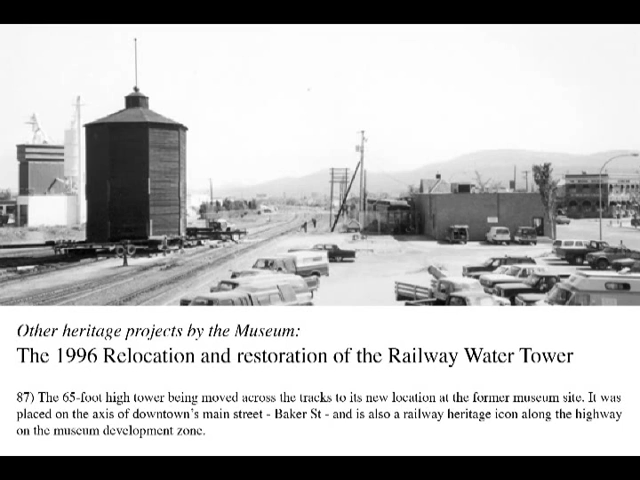 Other heritage projects by the Museum:
The 1996 Relocation and restoration of the Railway Water Tower
87) The 65-foot high tower being moved across the tracks to its new location at the former museum site. It was
placed on the axis of downtown's main street - Baker St - and is also a railway heritage icon along the highway
on the museum development zone.